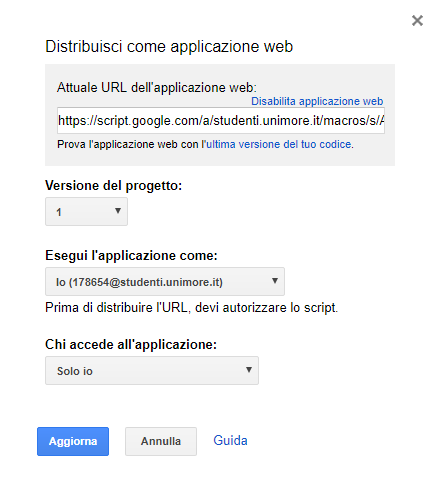 Distribuisci come applicazione web
Attuale URL dell'applicazione web:
Disabilita applicazione web
https://script.google.com/a/studenti.unimore.it/macros/s/A
Prova l'applicazione web con l'ultima versione del tuo codice.
Versione del progetto:
1
Esegui l'applicazione come:
Io (178654@studenti.unimore.it)
Prima di distribuire l'URL, devi autorizzare lo script.
Chi accede all'applicazione:
Solo io
Aggiorna Annulla Guida